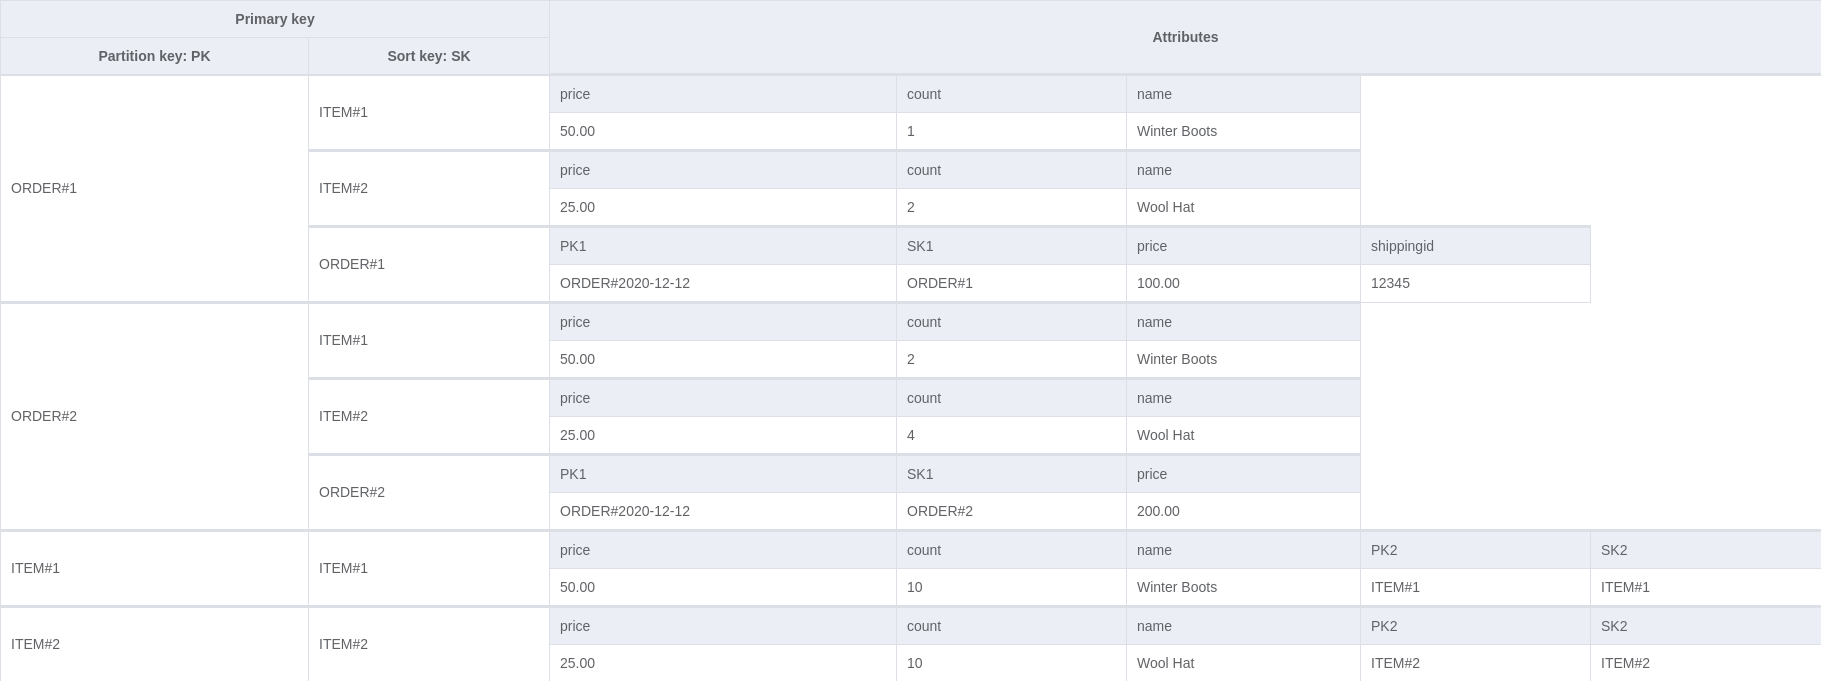 Primary key
Attributes
Partition key: PK Sort key: SK
ORDER#1
ITEM#1
price count name
50.00 1 Winter Boots
ITEM#2
price count name
25.00 2 Wool Hat
ORDER#1
PK1 SK1 price shippingid
ORDER#2020-12-12 ORDER#1 100.00 12345
ORDER#2
ITEM#1
price count name
50.00 2 Winter Boots
ITEM#2
price count name
25.00 4 Wool Hat
ORDER#2
PK1 SK1 price
ORDER#2020-12-12 ORDER#2 200.00
ITEM#1
ITEM#1
price count name PK2 SK2
50.00 10 Winter Boots ITEM#1 ITEM#1
ITEM#2
ITEM#2
price count name PK2 SK2
25.00 10 Wool Hat ITEM#2 ITEM#2